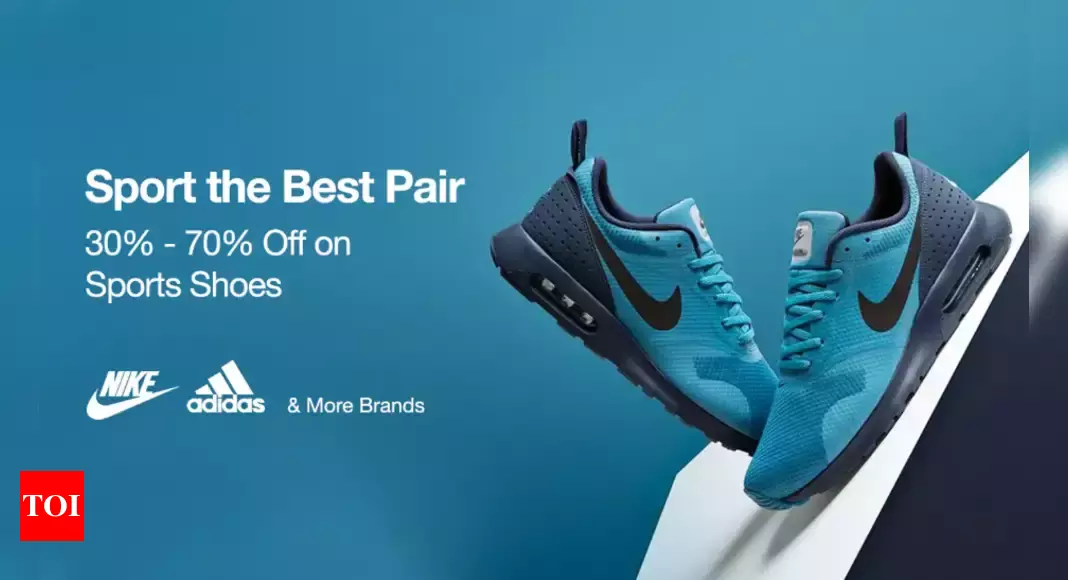 Sport the Best Pair
30% - 70% Off on
Sports Shoes
NIKE
adidas
& More Brands
TOI